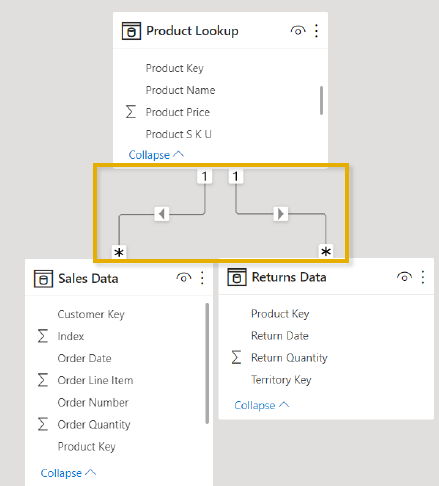 Product Lookup
Product Key
Product Name
Product Price
Product S K U
Collapse
1 1
* *
Sales Data
Customer Key
Index
Order Date
Order Line Item
Order Number
Order Quantity
Product Key
Collapse
Returns Data
Product Key
Return Date
Return Quantity
Territory Key
Collapse